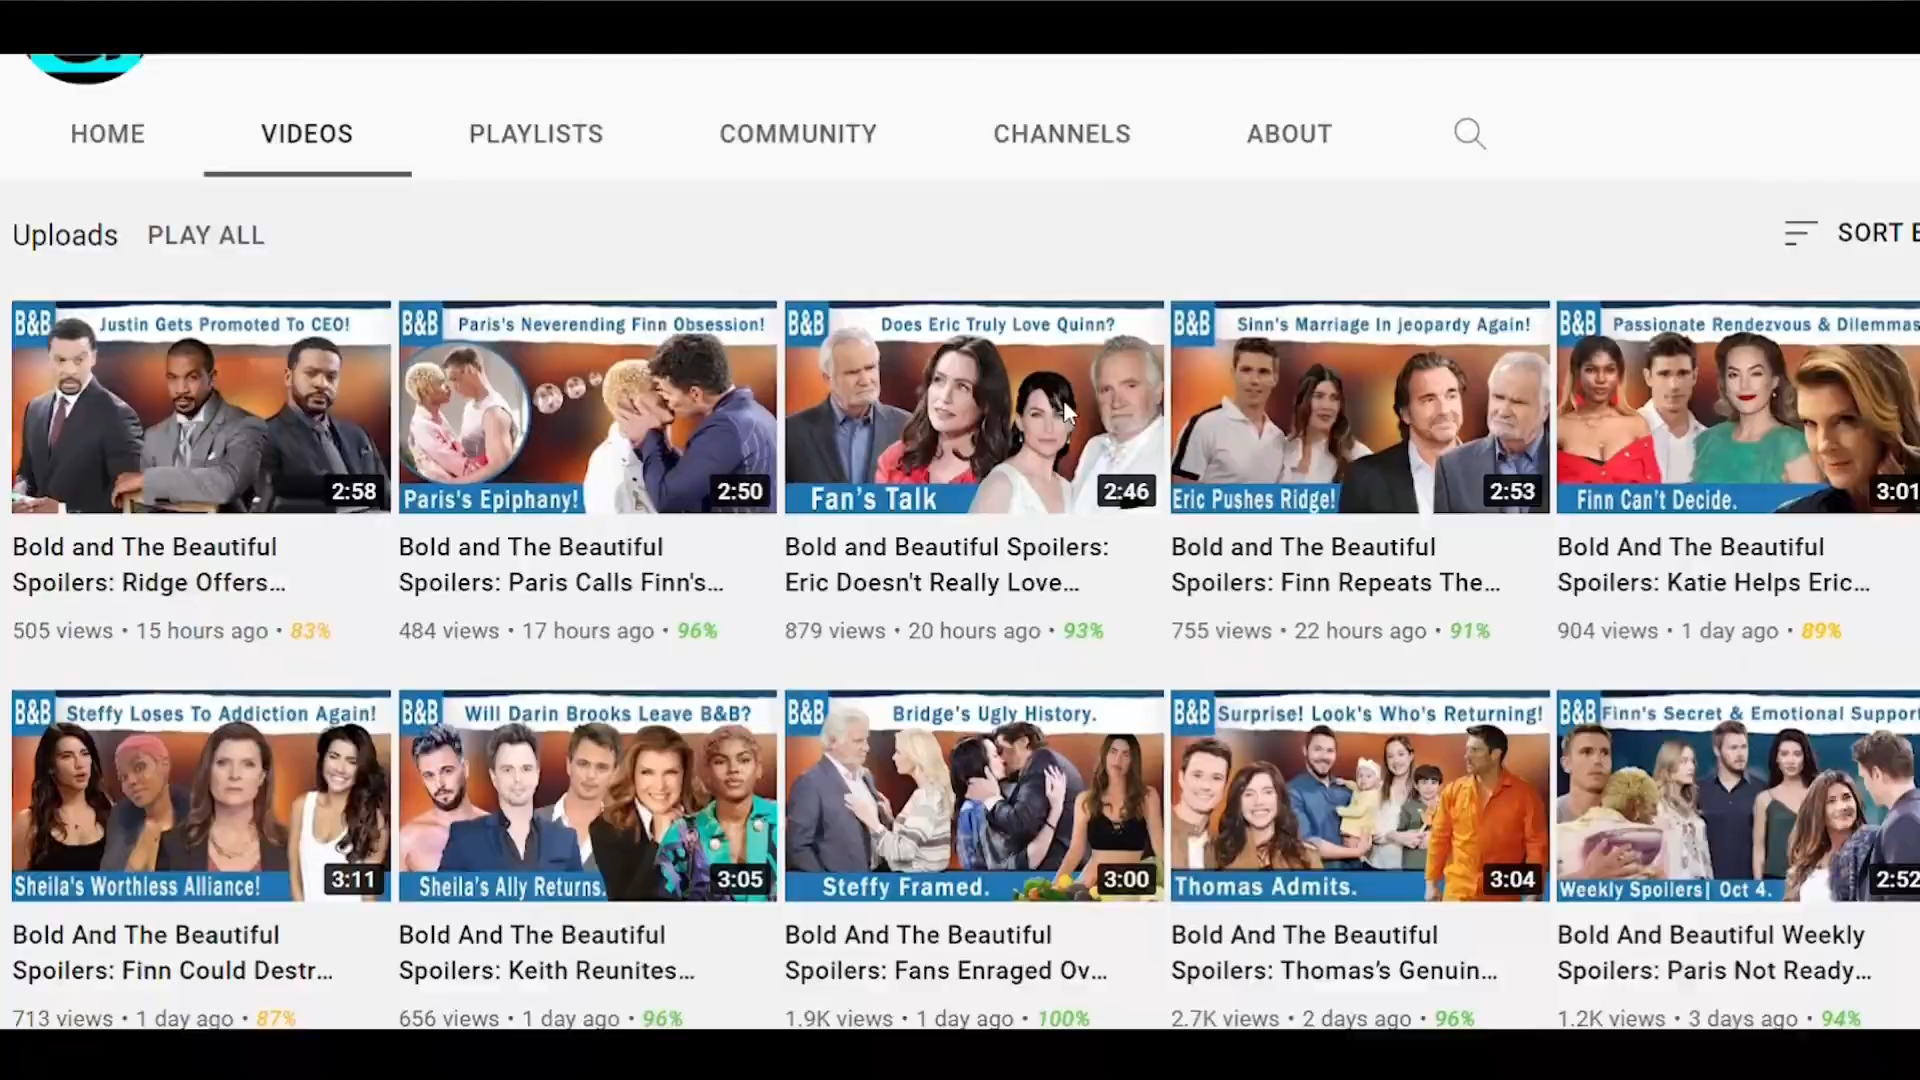 HOME
VIDEOS
PLAYLISTS
COMMUNITY
CHANNELS
ABOUT
Uploads
PLAY ALL
SORT
B&B
Justin Gets Promoted To CEO!
2:58
Bold and The Beautiful
Spoilers: Ridge Offers...
505 views • 15 hours ago • 83%
B&B
Paris's Neverending Finn Obsession!
Paris's Epiphany!
2:50
Bold and The Beautiful
Spoilers: Paris Calls Finn's...
484 views • 17 hours ago • 96%
B&B
Does Eric Truly Love Quinn?
Fan's Talk
2:46
Bold and Beautiful Spoilers:
Eric Doesn't Really Love...
879 views • 20 hours ago • 93%
B&B
Sinn's Marriage In jeopardy Again!
Eric Pushes Ridge!
2:53
Bold and The Beautiful
Spoilers: Finn Repeats The...
755 views • 22 hours ago • 91%
B&B
Passionate Rendezvous & Dilemmas
Finn Can't Decide.
3:01
Bold And The Beautiful
Spoilers: Katie Helps Eric...
904 views • 1 day ago • 89%
B&B
Steffy Loses To Addiction Again!
Sheila's Worthless Alliance!
3:11
Bold And The Beautiful
Spoilers: Finn Could Destr...
713 views • 1 day ago • 87%
B&B
Will Darin Brooks Leave B&B?
Sheila's Ally Returns.
3:05
Bold And The Beautiful
Spoilers: Keith Reunites...
656 views • 1 day ago • 96%
B&B
Bridge's Ugly History.
Steffy Framed.
3:00
Bold And The Beautiful
Spoilers: Fans Enraged Ov...
1.9K views • 1 day ago • 100%
B&B
Surprise! Look's Who's Returning!
Thomas Admits.
3:04
Bold And The Beautiful
Spoilers: Thomas's Genuin...
2.7K views • 2 days ago • 96%
B&B
Finn's Secret & Emotional Support
Weekly Spoilers| Oct 4.
2:52
Bold And Beautiful Weekly
Spoilers: Paris Not Ready...
1.2K views • 3 days ago • 94%